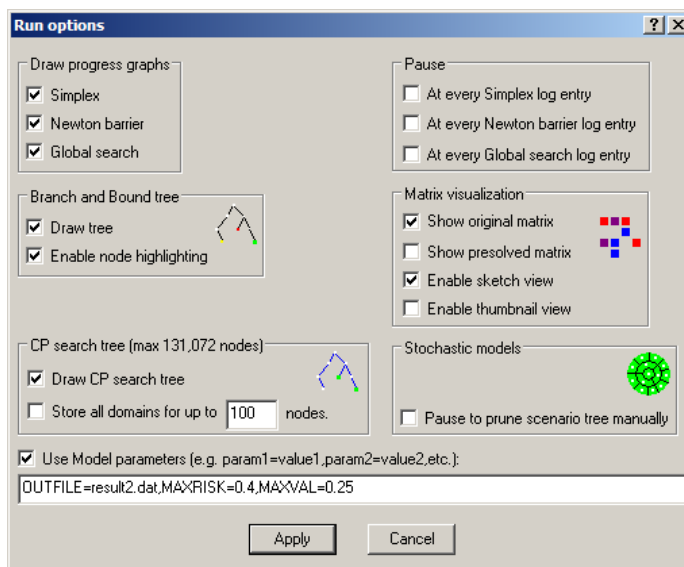 Run options
Draw progress graphs
Simplex
Newton barrier
Global search
Pause
At every Simplex log entry
At every Newton barrier log entry
At every Global search log entry
Branch and Bound tree
Draw tree
Enable node highlighting
Matrix visualization
Show original matrix
Show presolved matrix
Enable sketch view
Enable thumbnail view
CP search tree (max 131,072 nodes)
Draw CP search tree
Store all domains for up to 100 nodes.
Stochastic models
Pause to prune scenario tree manually
Use Model parameters (e.g. param1=value1,param2=value2,etc.):
OUTFILE=result2.dat,MAXRISK=0.4,MAXVAL=0.25
Apply
Cancel